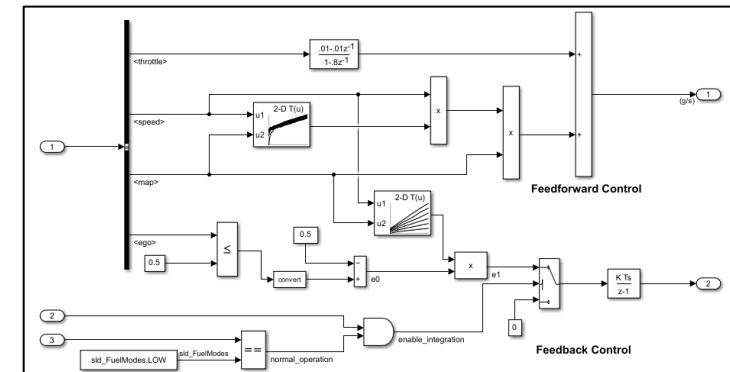 .01-.01z-1
1-.8z-1
<throttle>
+
1
(g/s)
2-D T(u)
<speed>
u1
u2
x
x
1
+
<map>
2-D T(u)
u1
u2
Feedforward Control
<ego>
0.5
≤
0.5
convert
−
+
e0
x
e1
K Ts
z-1
2
0
2
3
enable_integration
Feedback Control
sld_FuelModes.LOW
sld_FuelModes
==
normal_operation